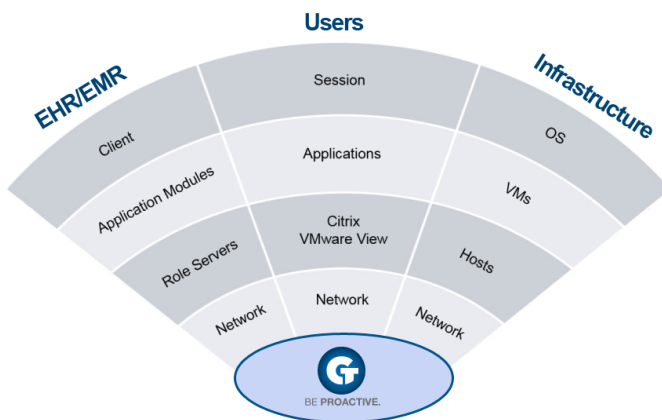 Users
EHR/EMR
Infrastructure
Client
Session
OS
Application Modules
Applications
VMs
Role Servers
Citrix
VMware View
Hosts
Network
Network
Network
GT
BE PROACTIVE.